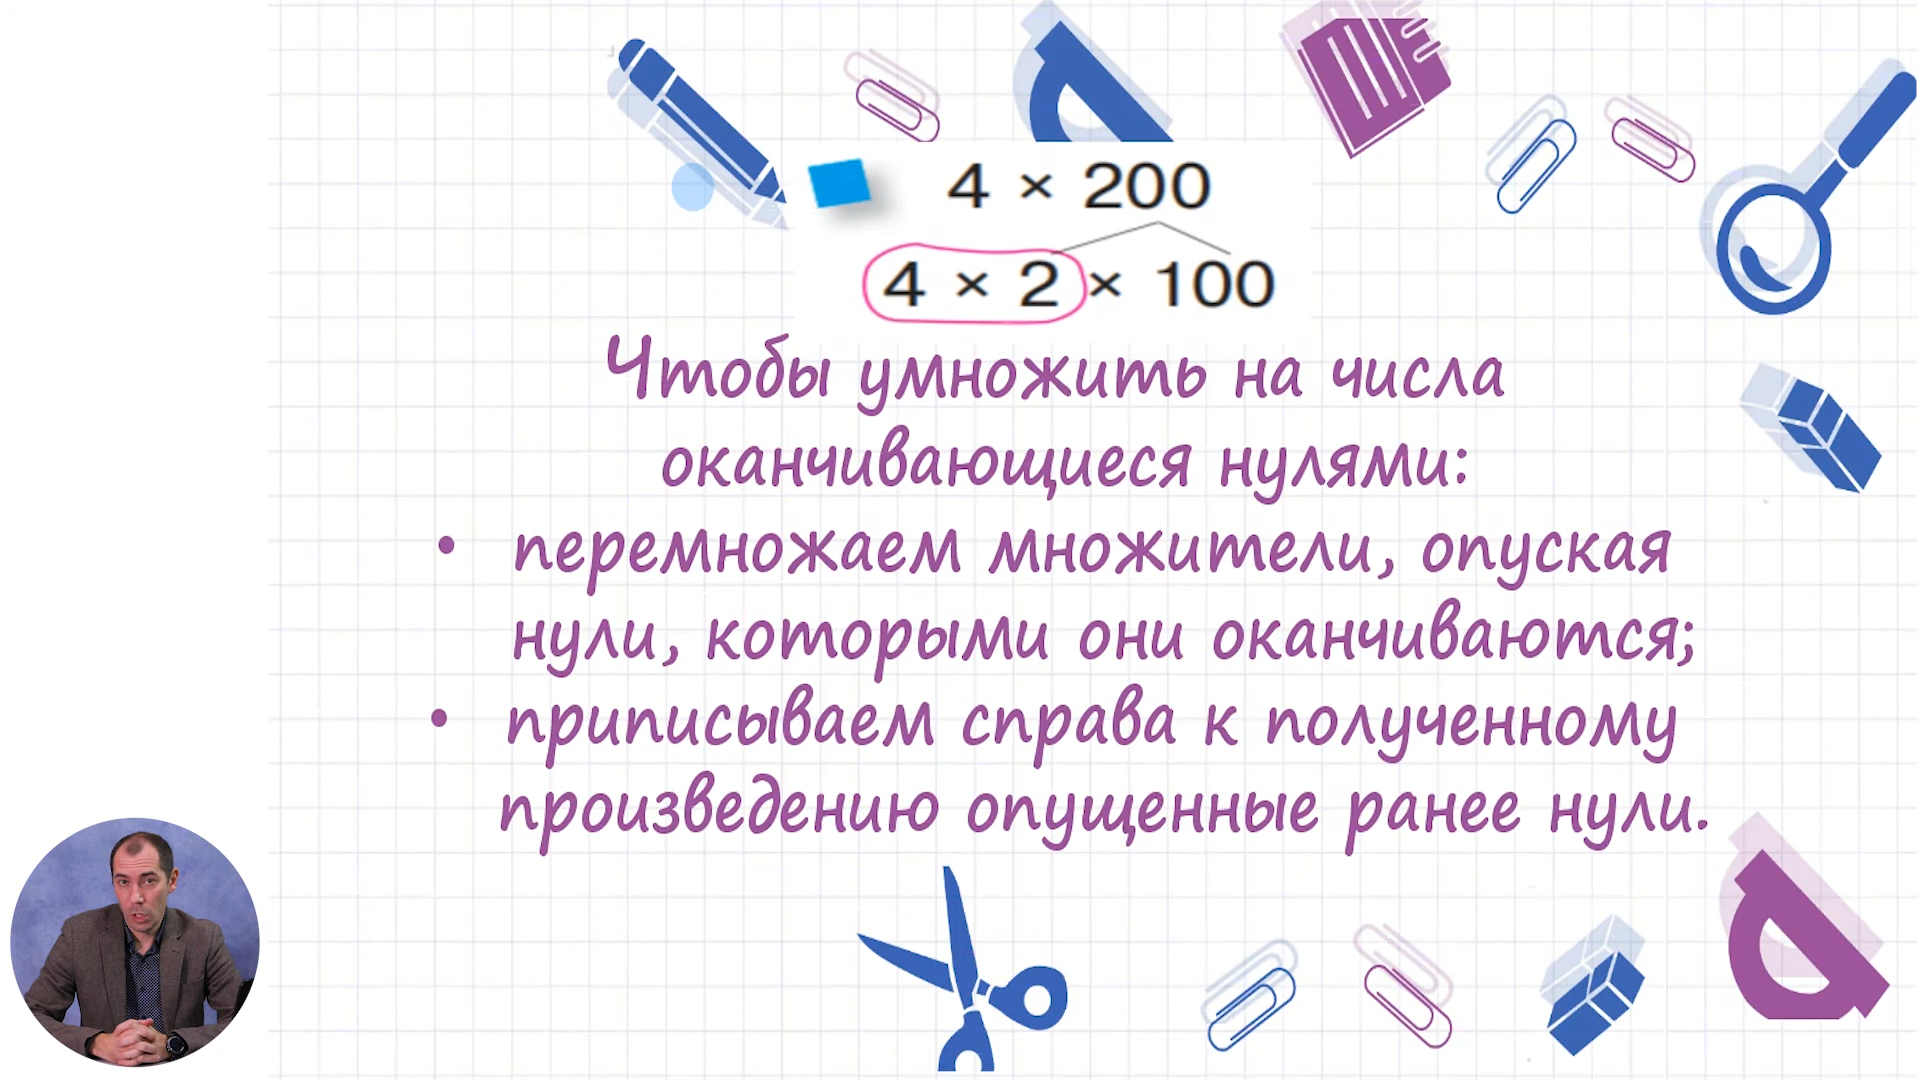 4 × 200
4 × 2 × 100
Чтобы умножить на числа
оканчивающиеся нулями:
• перемножаем множители, опуская
нули, которыми они оканчиваются;
• приписываем справа к полученному
произведению опущенные ранее нули.